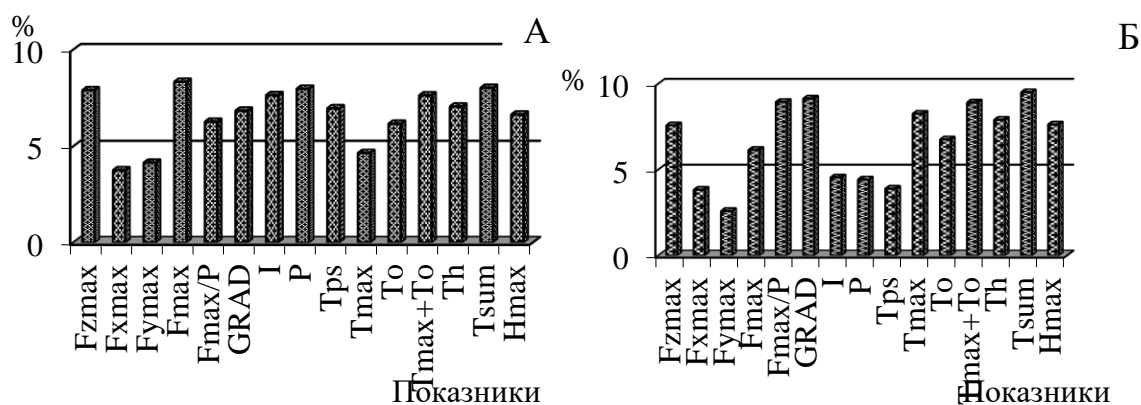 %
А
10
5
0
Fzmax
Fxmax
Fymax
Fmax
Fmax/P
GRAD
I
P
Tps
Tmax
To
Tmax+To
Th
Tsum
Hmax
Показники
Б
%
10
5
0
Fzmax
Fxmax
Fymax
Fmax
Fmax/P
GRAD
I
P
Tps
Tmax
To
Tmax+To
Th
Tsum
Hmax
Показники